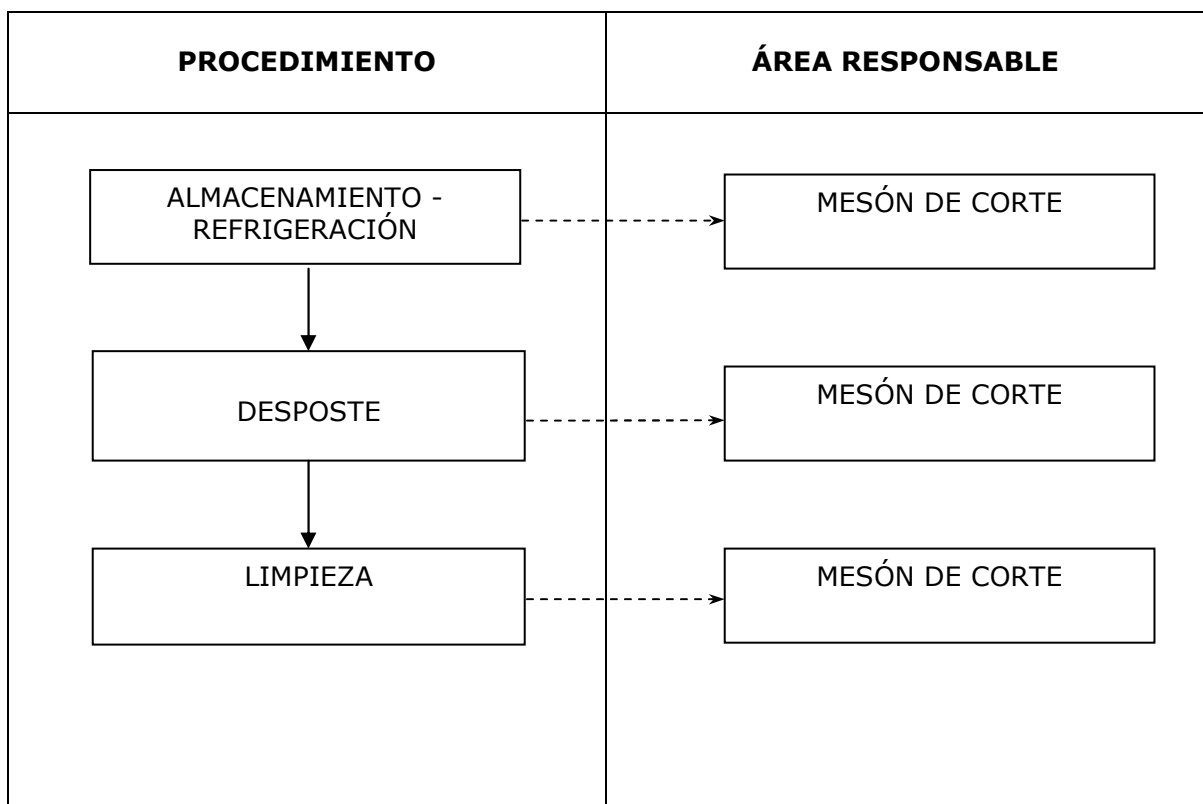 PROCEDIMIENTO
ÁREA RESPONSABLE
ALMACENAMIENTO -
REFRIGERACIÓN
MESÓN DE CORTE
DESPOSTE
MESÓN DE CORTE
LIMPIEZA
MESÓN DE CORTE